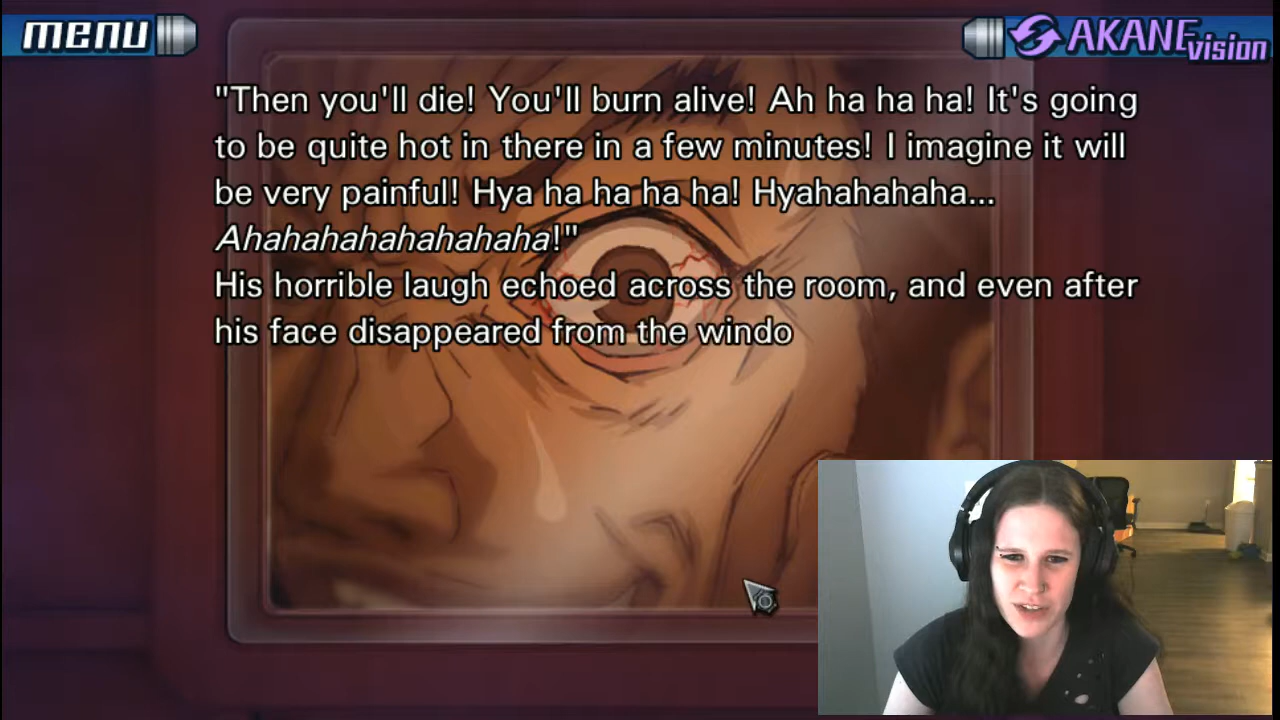 menu
AKANE vision
"Then you'll die! You'll burn alive! Ah ha ha ha! It's going
to be quite hot in there in a few minutes! I imagine it will
be very painful! Hya ha ha ha ha! Hyahahahaha...
Ahahahahahahahaha!"
His horrible laugh echoed across the room, and even after
his face disappeared from the windo